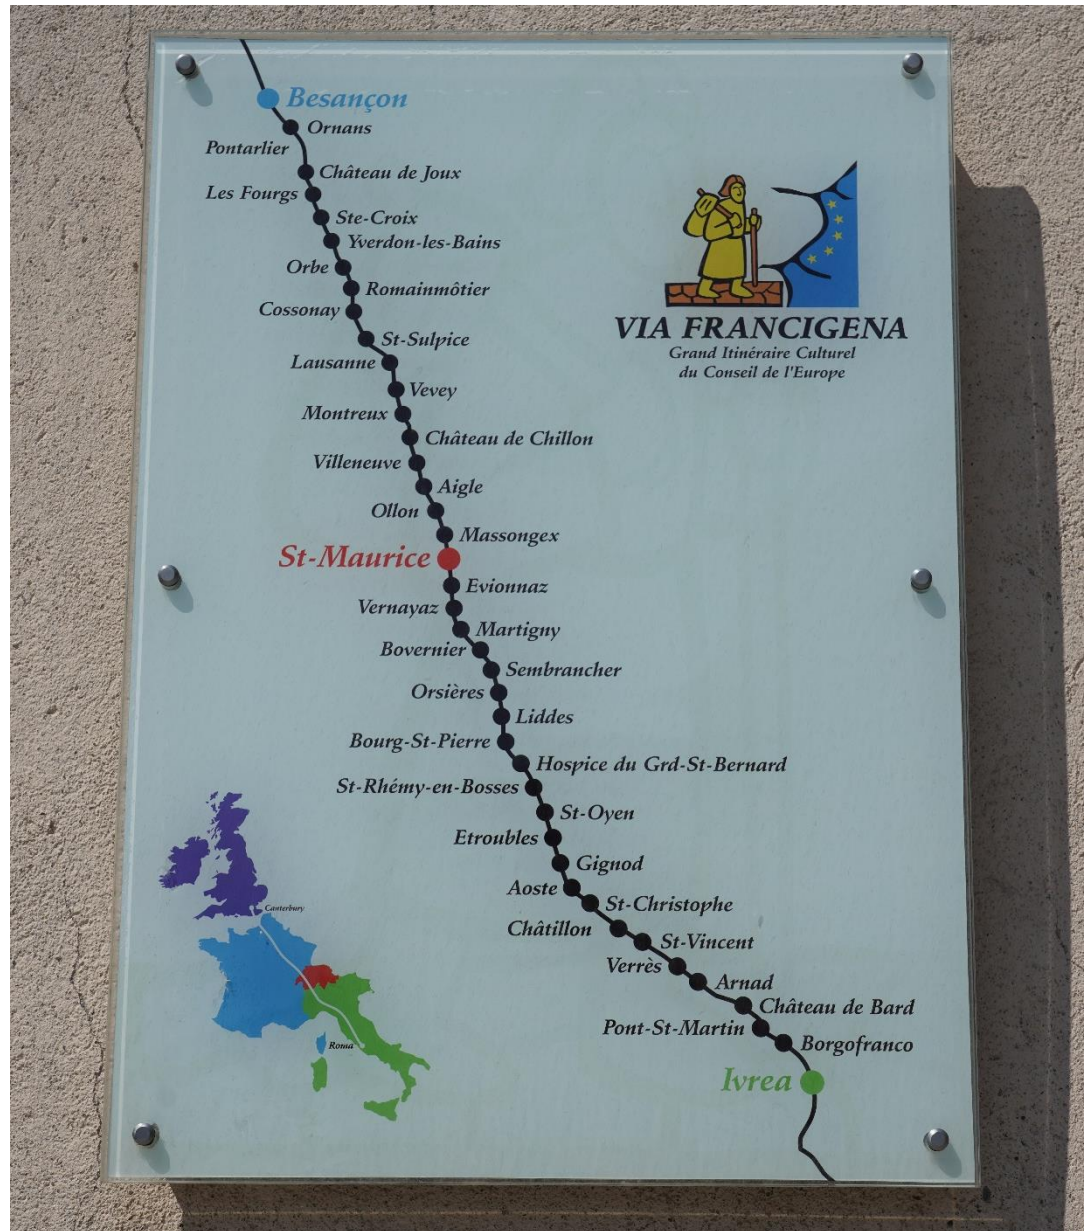 Besançon
Ornans
Pontarlier
Château de Joux
Les Fourgs
Ste-Croix
Yverdon-les-Bains
Orbe
Romainmôtier
Cossonay
St-Sulpice
Lausanne
Vevey
Montreux
Château de Chillon
Villeneuve
Aigle
Ollon
Massongex
St-Maurice
Evionnaz
Vernayaz
Martigny
Bovernier
Sembrancher
Orsières
Liddes
Bourg-St-Pierre
Hospice du Grd-St-Bernard
St-Rhémy-en-Bosses
St-Oyen
Etroubles
Gignod
Aoste
St-Christophe
Châtillon
St-Vincent
Verrès
Arnad
Château de Bard
Pont-St-Martin
Borgofranco
Ivrea
VIA FRANCIGENA
Grand Itinéraire Culturel
du Conseil de l'Europe
Canterbury
Roma